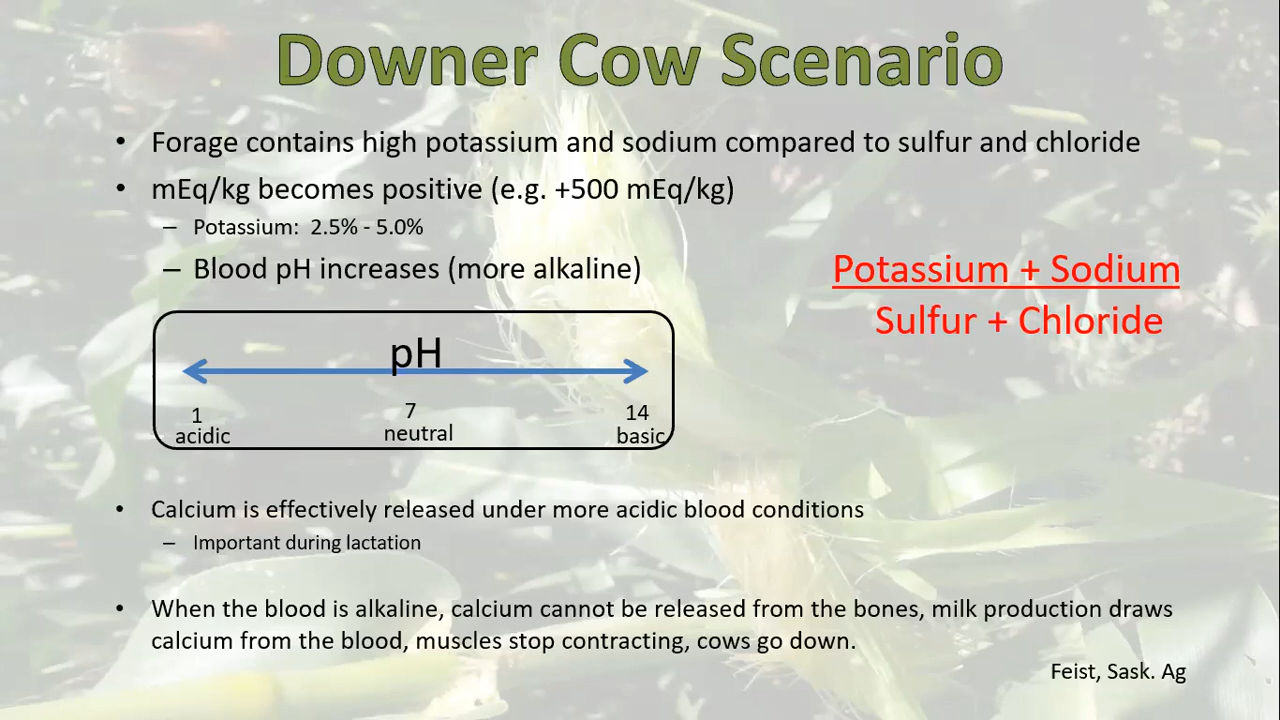 Downer Cow Scenario
• Forage contains high potassium and sodium compared to sulfur and chloride
• mEq/kg becomes positive (e.g. +500 mEq/kg)
– Potassium: 2.5% - 5.0%
– Blood pH increases (more alkaline)
Potassium + Sodium
Sulfur + Chloride
pH
1 7 14
acidic neutral basic
• Calcium is effectively released under more acidic blood conditions
– Important during lactation
• When the blood is alkaline, calcium cannot be released from the bones, milk production draws
calcium from the blood, muscles stop contracting, cows go down.
Feist, Sask. Ag